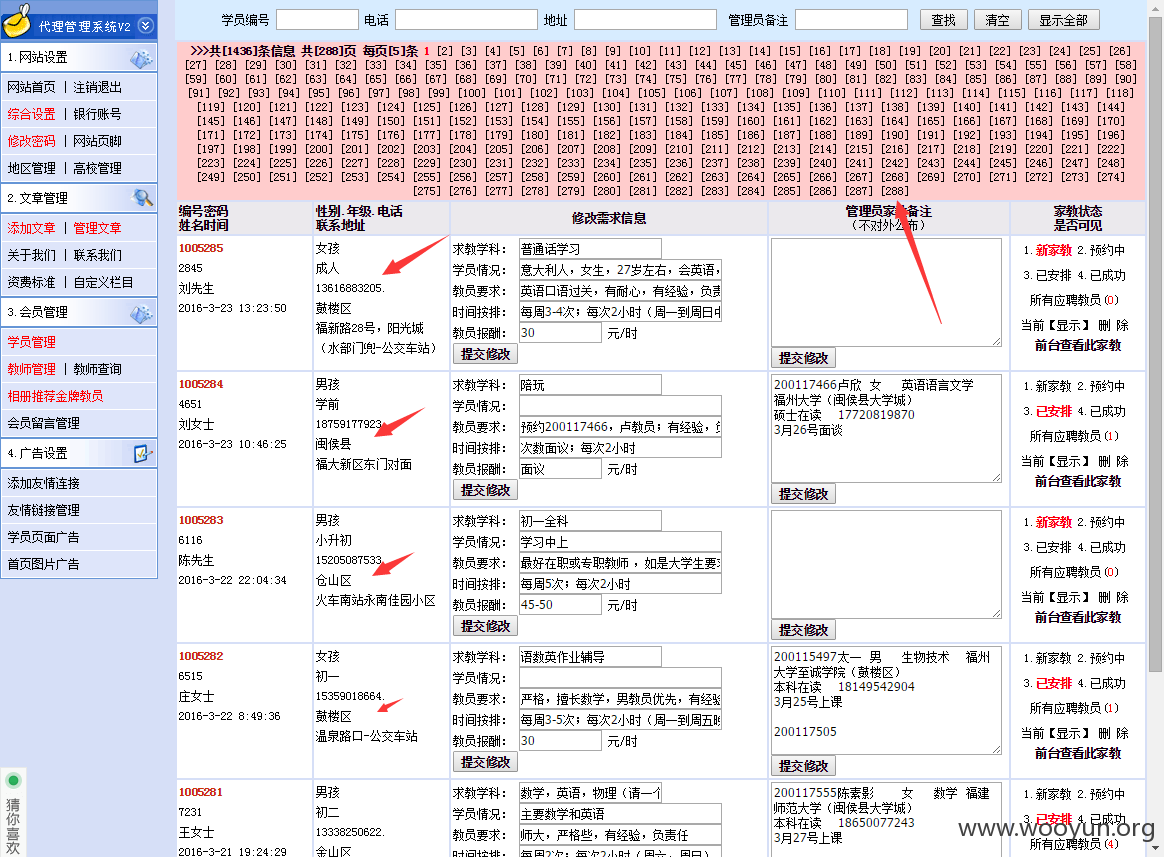 代理管理系统V2
1.网站设置
网站首页 | 注销退出
综合设置 | 银行账号
修改密码 | 网站页脚
地区管理 | 高校管理
2.文章管理
添加文章 | 管理文章
关于我们 | 联系我们
资费标准 | 自定义栏目
3.会员管理
学员管理
教师管理 | 教师查询
相册推荐金牌教员
会员留言管理
4.广告设置
添加友情连接
友情链接管理
学员页面广告
首页图片广告
猜你喜欢
学员编号 电话 地址 管理员备注 查找 清空 显示全部
>>>共[1436]条信息 共[288]页 每页[5]条 1 [2] [3] [4] [5] [6] [7] [8] [9] [10] [11] [12] [13] [14] [15] [16] [17] [18] [19] [20] [21] [22] [23] [24] [25] [26]
[27] [28] [29] [30] [31] [32] [33] [34] [35] [36] [37] [38] [39] [40] [41] [42] [43] [44] [45] [46] [47] [48] [49] [50] [51] [52] [53] [54] [55] [56] [57] [58]
[59] [60] [61] [62] [63] [64] [65] [66] [67] [68] [69] [70] [71] [72] [73] [74] [75] [76] [77] [78] [79] [80] [81] [82] [83] [84] [85] [86] [87] [88] [89] [90]
[91] [92] [93] [94] [95] [96] [97] [98] [99] [100] [101] [102] [103] [104] [105] [106] [107] [108] [109] [110] [111] [112] [113] [114] [115] [116] [117] [118]
[119] [120] [121] [122] [123] [124] [125] [126] [127] [128] [129] [130] [131] [132] [133] [134] [135] [136] [137] [138] [139] [140] [141] [142] [143] [144]
[145] [146] [147] [148] [149] [150] [151] [152] [153] [154] [155] [156] [157] [158] [159] [160] [161] [162] [163] [164] [165] [166] [167] [168] [169] [170]
[171] [172] [173] [174] [175] [176] [177] [178] [179] [180] [181] [182] [183] [184] [185] [186] [187] [188] [189] [190] [191] [192] [193] [194] [195] [196]
[197] [198] [199] [200] [201] [202] [203] [204] [205] [206] [207] [208] [209] [210] [211] [212] [213] [214] [215] [216] [217] [218] [219] [220] [221] [222]
[223] [224] [225] [226] [227] [228] [229] [230] [231] [232] [233] [234] [235] [236] [237] [238] [239] [240] [241] [242] [243] [244] [245] [246] [247] [248]
[249] [250] [251] [252] [253] [254] [255] [256] [257] [258] [259] [260] [261] [262] [263] [264] [265] [266] [267] [268] [269] [270] [271] [272] [273] [274]
[275] [276] [277] [278] [279] [280] [281] [282] [283] [284] [285] [286] [287] [288]
编号密码
姓名时间
性别.年级.电话
联系地址
修改需求信息
管理员家 备注
(不对外公布)
家教状态
是否可见
1005285
2845
刘先生
2016-3-23 13:23:50
女孩
成人
13616883205.
鼓楼区
福新路28号，阳光城
（水部门兜-公交车站）
求教学科： 普通话学习
学员情况： 意大利人，女生，27岁左右，会英语，
教员要求： 英语口语过关，有耐心，有经验，负责
时间按排： 每周3-4次；每次2小时（周一到周日中
教员报酬： 30 元/时
提交修改
提交修改
1.新家教 2.预约中
3.已安排 4.已成功
所有应聘教员(0)
当前【显示】 删 除
前台查看此家教
1005284
4651
刘女士
2016-3-23 10:46:25
男孩
学前
18759177923.
闽侯县
福大新区东门对面
求教学科： 陪玩
学员情况：
教员要求： 预约200117466，卢教员；有经验，
时间按排： 次数面议；每次2小时
教员报酬： 面议 元/时
提交修改
200117466卢欣 女 英语语言文学
福州大学（闽侯县大学城）
硕士在读 17720819870
3月26号面谈
提交修改
1.新家教 2.预约中
3.已安排 4.已成功
所有应聘教员(1)
当前【显示】 删 除
前台查看此家教
1005283
6116
陈先生
2016-3-22 22:04:34
男孩
小升初
15205087533.
仓山区
火车南站永南佳园小区
求教学科： 初一全科
学员情况： 学习中上
教员要求： 最好在职或专职教师 ，如是大学生要
时间按排： 每周5次；每次2小时
教员报酬： 45-50 元/时
提交修改
提交修改
1.新家教 2.预约中
3.已安排 4.已成功
所有应聘教员(0)
当前【显示】 删 除
前台查看此家教
1005282
6515
庄女士
2016-3-22 8:49:36
女孩
初一
15359018664.
鼓楼区
温泉路口-公交车站
求教学科： 语数英作业辅导
学员情况：
教员要求： 严格，擅长数学，男教员优先，有经验
时间按排： 每周3-5次；每次2小时（周一到周五晚
教员报酬： 30 元/时
提交修改
200115497太一 男 生物技术 福州
大学至诚学院（鼓楼区）
本科在读 18149542904
3月25号上课
200117505
提交修改
1.新家教 2.预约中
3.已安排 4.已成功
所有应聘教员(1)
当前【显示】 删 除
前台查看此家教
1005281
7231
王女士
2016-3-21 19:24:29
男孩
初二
13338250622.
金山区
求教学科： 数学，英语，物理（请一个
学员情况： 主要数学和英语
教员要求： 师大，严格些，有经验，负责任
时间按排： 每周2次；每次2小时（周六、周日）
200117555陈素影 女 数学 福建
师范大学（闽侯县大学城）
本科在读 18650077243
3月27号上课
1.新家教 2.预约中
3.已安排 4.已成功
所有应聘教员(4)
www.wooyun.org